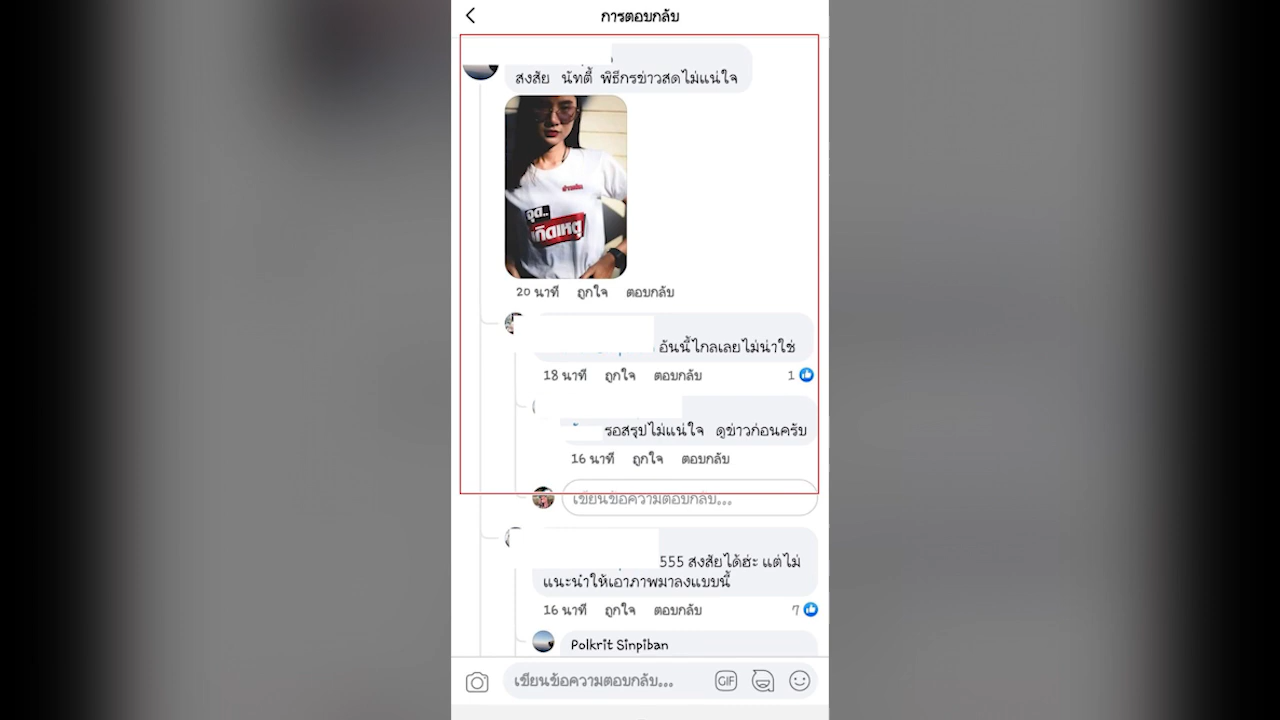 การตอบกลับ
สงสัย นัทตี้ พิธีกรข่าวสดไม่แน่ใจ
ข่าวสด
จุด..
เกิดเหตุ
20 นาที ถูกใจ ตอบกลับ
อันนี้ไกลเลยไม่น่าใช่
18 นาที ถูกใจ ตอบกลับ 1
รอสรุปไม่แน่ใจ ดูข่าวก่อนครับ
16 นาที ถูกใจ ตอบกลับ
เขียนข้อความตอบกลับ...
555 สงสัยได้ฮ่ะ แต่ไม่
แนะนำให้เอาภาพมาลงแบบนี้
16 นาที ถูกใจ ตอบกลับ 7
Polkrit Sinpiban
เขียนข้อความตอบกลับ... GIF